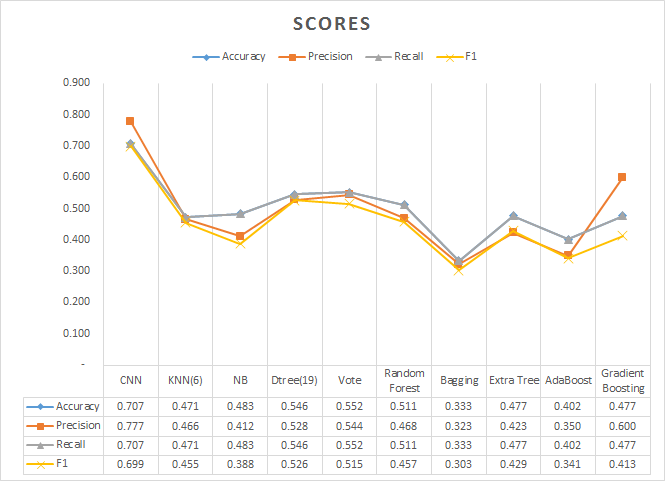 SCORES
Accuracy Precision Recall F1
0.900
0.800
0.700
0.600
0.500
0.400
0.300
0.200
0.100
-
CNN KNN(6) NB Dtree(19) Vote Random Forest Bagging Extra Tree AdaBoost Gradient Boosting
Accuracy 0.707 0.471 0.483 0.546 0.552 0.511 0.333 0.477 0.402 0.477
Precision 0.777 0.466 0.412 0.528 0.544 0.468 0.323 0.423 0.350 0.600
Recall 0.707 0.471 0.483 0.546 0.552 0.511 0.333 0.477 0.402 0.477
F1 0.699 0.455 0.388 0.526 0.515 0.457 0.303 0.429 0.341 0.413